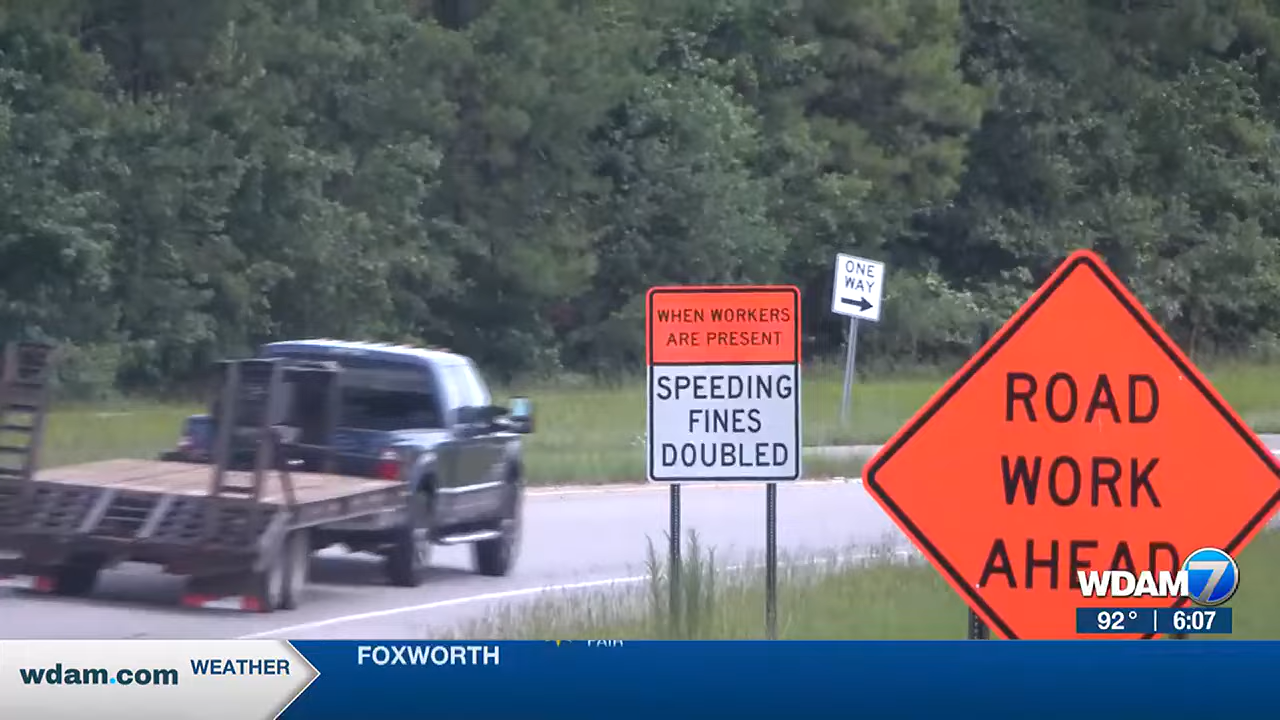 ONE
WAY
WHEN WORKERS
ARE PRESENT
SPEEDING
FINES
DOUBLED
ROAD
WORK
AHEAD
WDAM 7
92° | 6:07
wdam.com WEATHER
FOXWORTH
FAIR